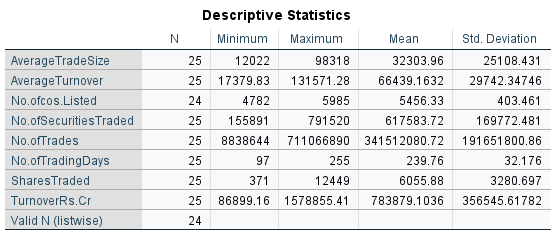 Descriptive Statistics
N Minimum Maximum Mean Std. Deviation
AverageTradeSize 25 12022 98318 32303.96 25108.431
AverageTurnover 25 17379.83 131571.28 66439.1632 29742.34746
No.ofcos.Listed 24 4782 5985 5456.33 403.461
No.ofSecuritiesTraded 25 155891 791520 617583.72 169772.481
No.ofTrades 25 8838644 711066890 341512080.72 191651800.86
No.ofTradingDays 25 97 255 239.76 32.176
SharesTraded 25 371 12449 6055.88 3280.697
TurnoverRs.Cr 25 86899.16 1578855.41 783879.1036 356545.61782
Valid N (listwise) 24